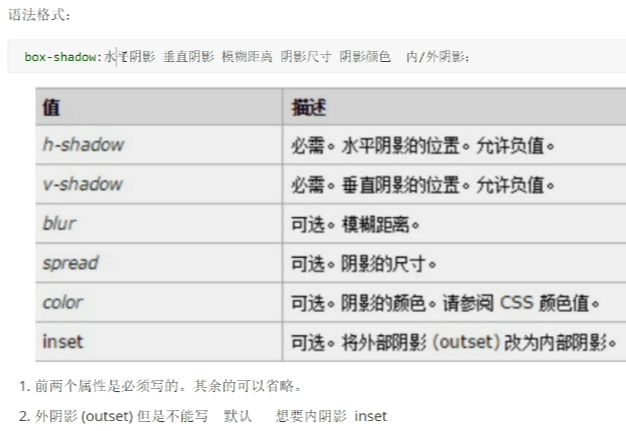 语法格式：
box-shadow:水平阴影 垂直阴影 模糊距离 阴影尺寸 阴影颜色 内/外阴影；
值 描述
h-shadow 必需。水平阴影的位置。允许负值。
v-shadow 必需。垂直阴影的位置。允许负值。
blur 可选。模糊距离。
spread 可选。阴影的尺寸。
color 可选。阴影的颜色。请参阅 CSS 颜色值。
inset 可选。将外部阴影 (outset) 改为内部阴影。
1. 前两个属性是必须写的。其余的可以省略。
2. 外阴影 (outset) 但是不能写 默认 想要内阴影 inset